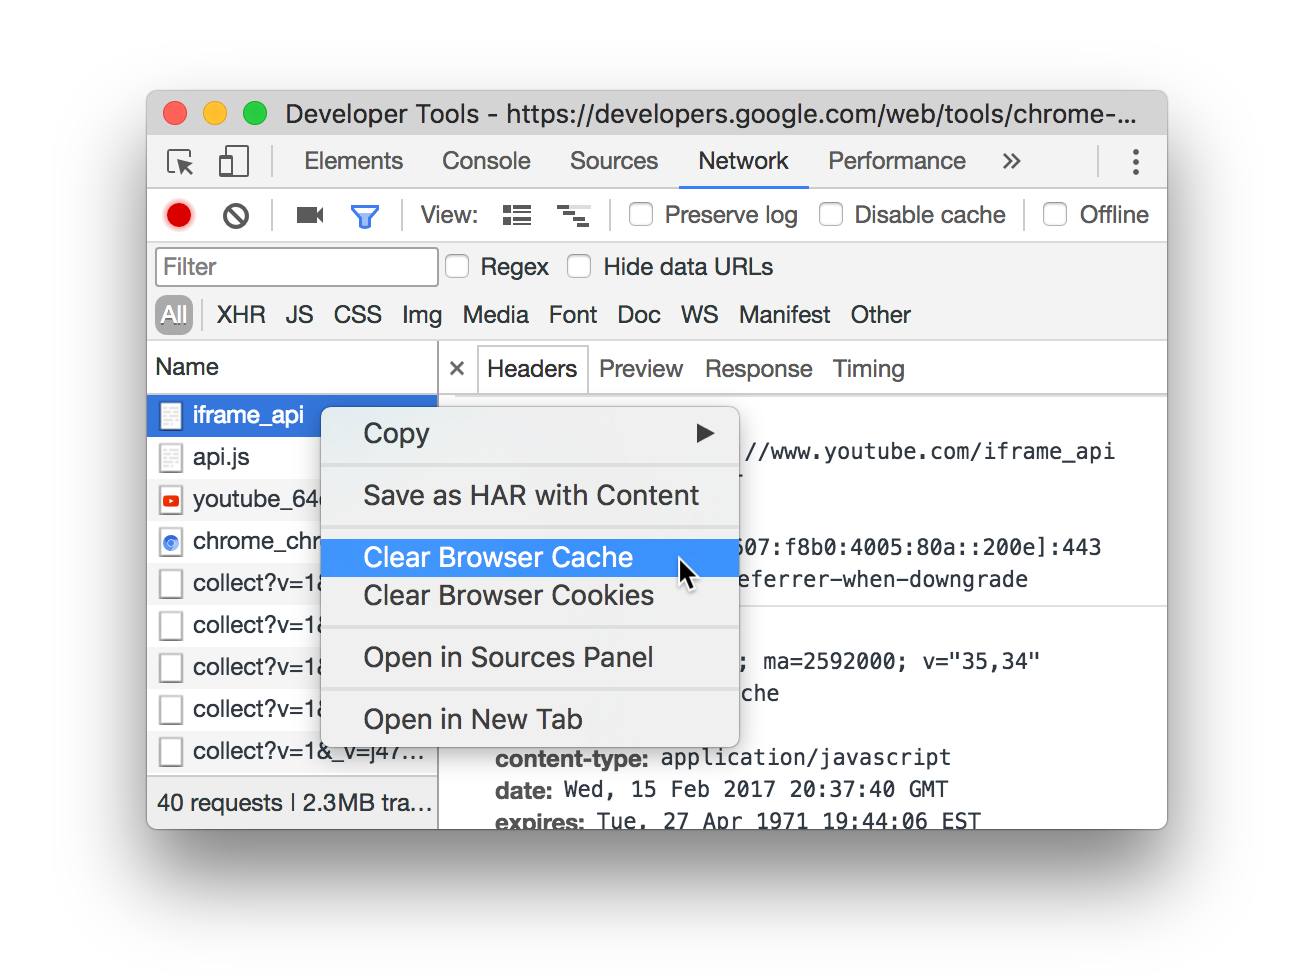 Developer Tools - https://developers.google.com/web/tools/chrome-...
Elements Console Sources Network Performance »
View: Preserve log Disable cache Offline
Filter Regex Hide data URLs
All XHR JS CSS Img Media Font Doc WS Manifest Other
Name
iframe_api
api.js
youtube_64
chrome_chr
collect?v=1&
collect?v=1&
collect?v=1&
collect?v=1&
collect?v=1&_v=j47...
40 requests | 2.3MB tra...
× Headers Preview Response Timing
//www.youtube.com/iframe_api
607:f8b0:4005:80a::200e]:443
eferrer-when-downgrade
; ma=2592000; v="35,34"
che
content-type: application/javascript
date: Wed, 15 Feb 2017 20:37:40 GMT
expires: Tue, 27 Apr 1971 19:44:06 EST
Copy
Save as HAR with Content
Clear Browser Cache
Clear Browser Cookies
Open in Sources Panel
Open in New Tab